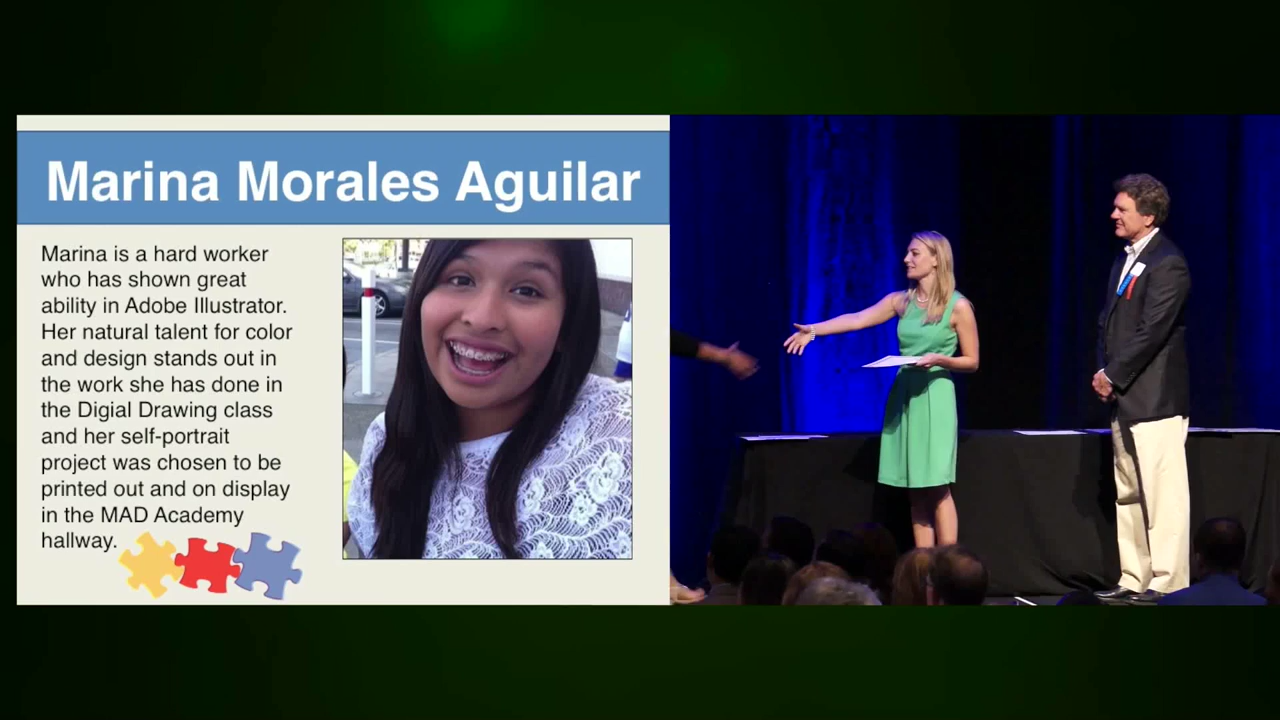 Marina Morales Aguilar
Marina is a hard worker
who has shown great
ability in Adobe Illustrator.
Her natural talent for color
and design stands out in
the work she has done in
the Digial Drawing class
and her self-portrait
project was chosen to be
printed out and on display
in the MAD Academy
hallway.